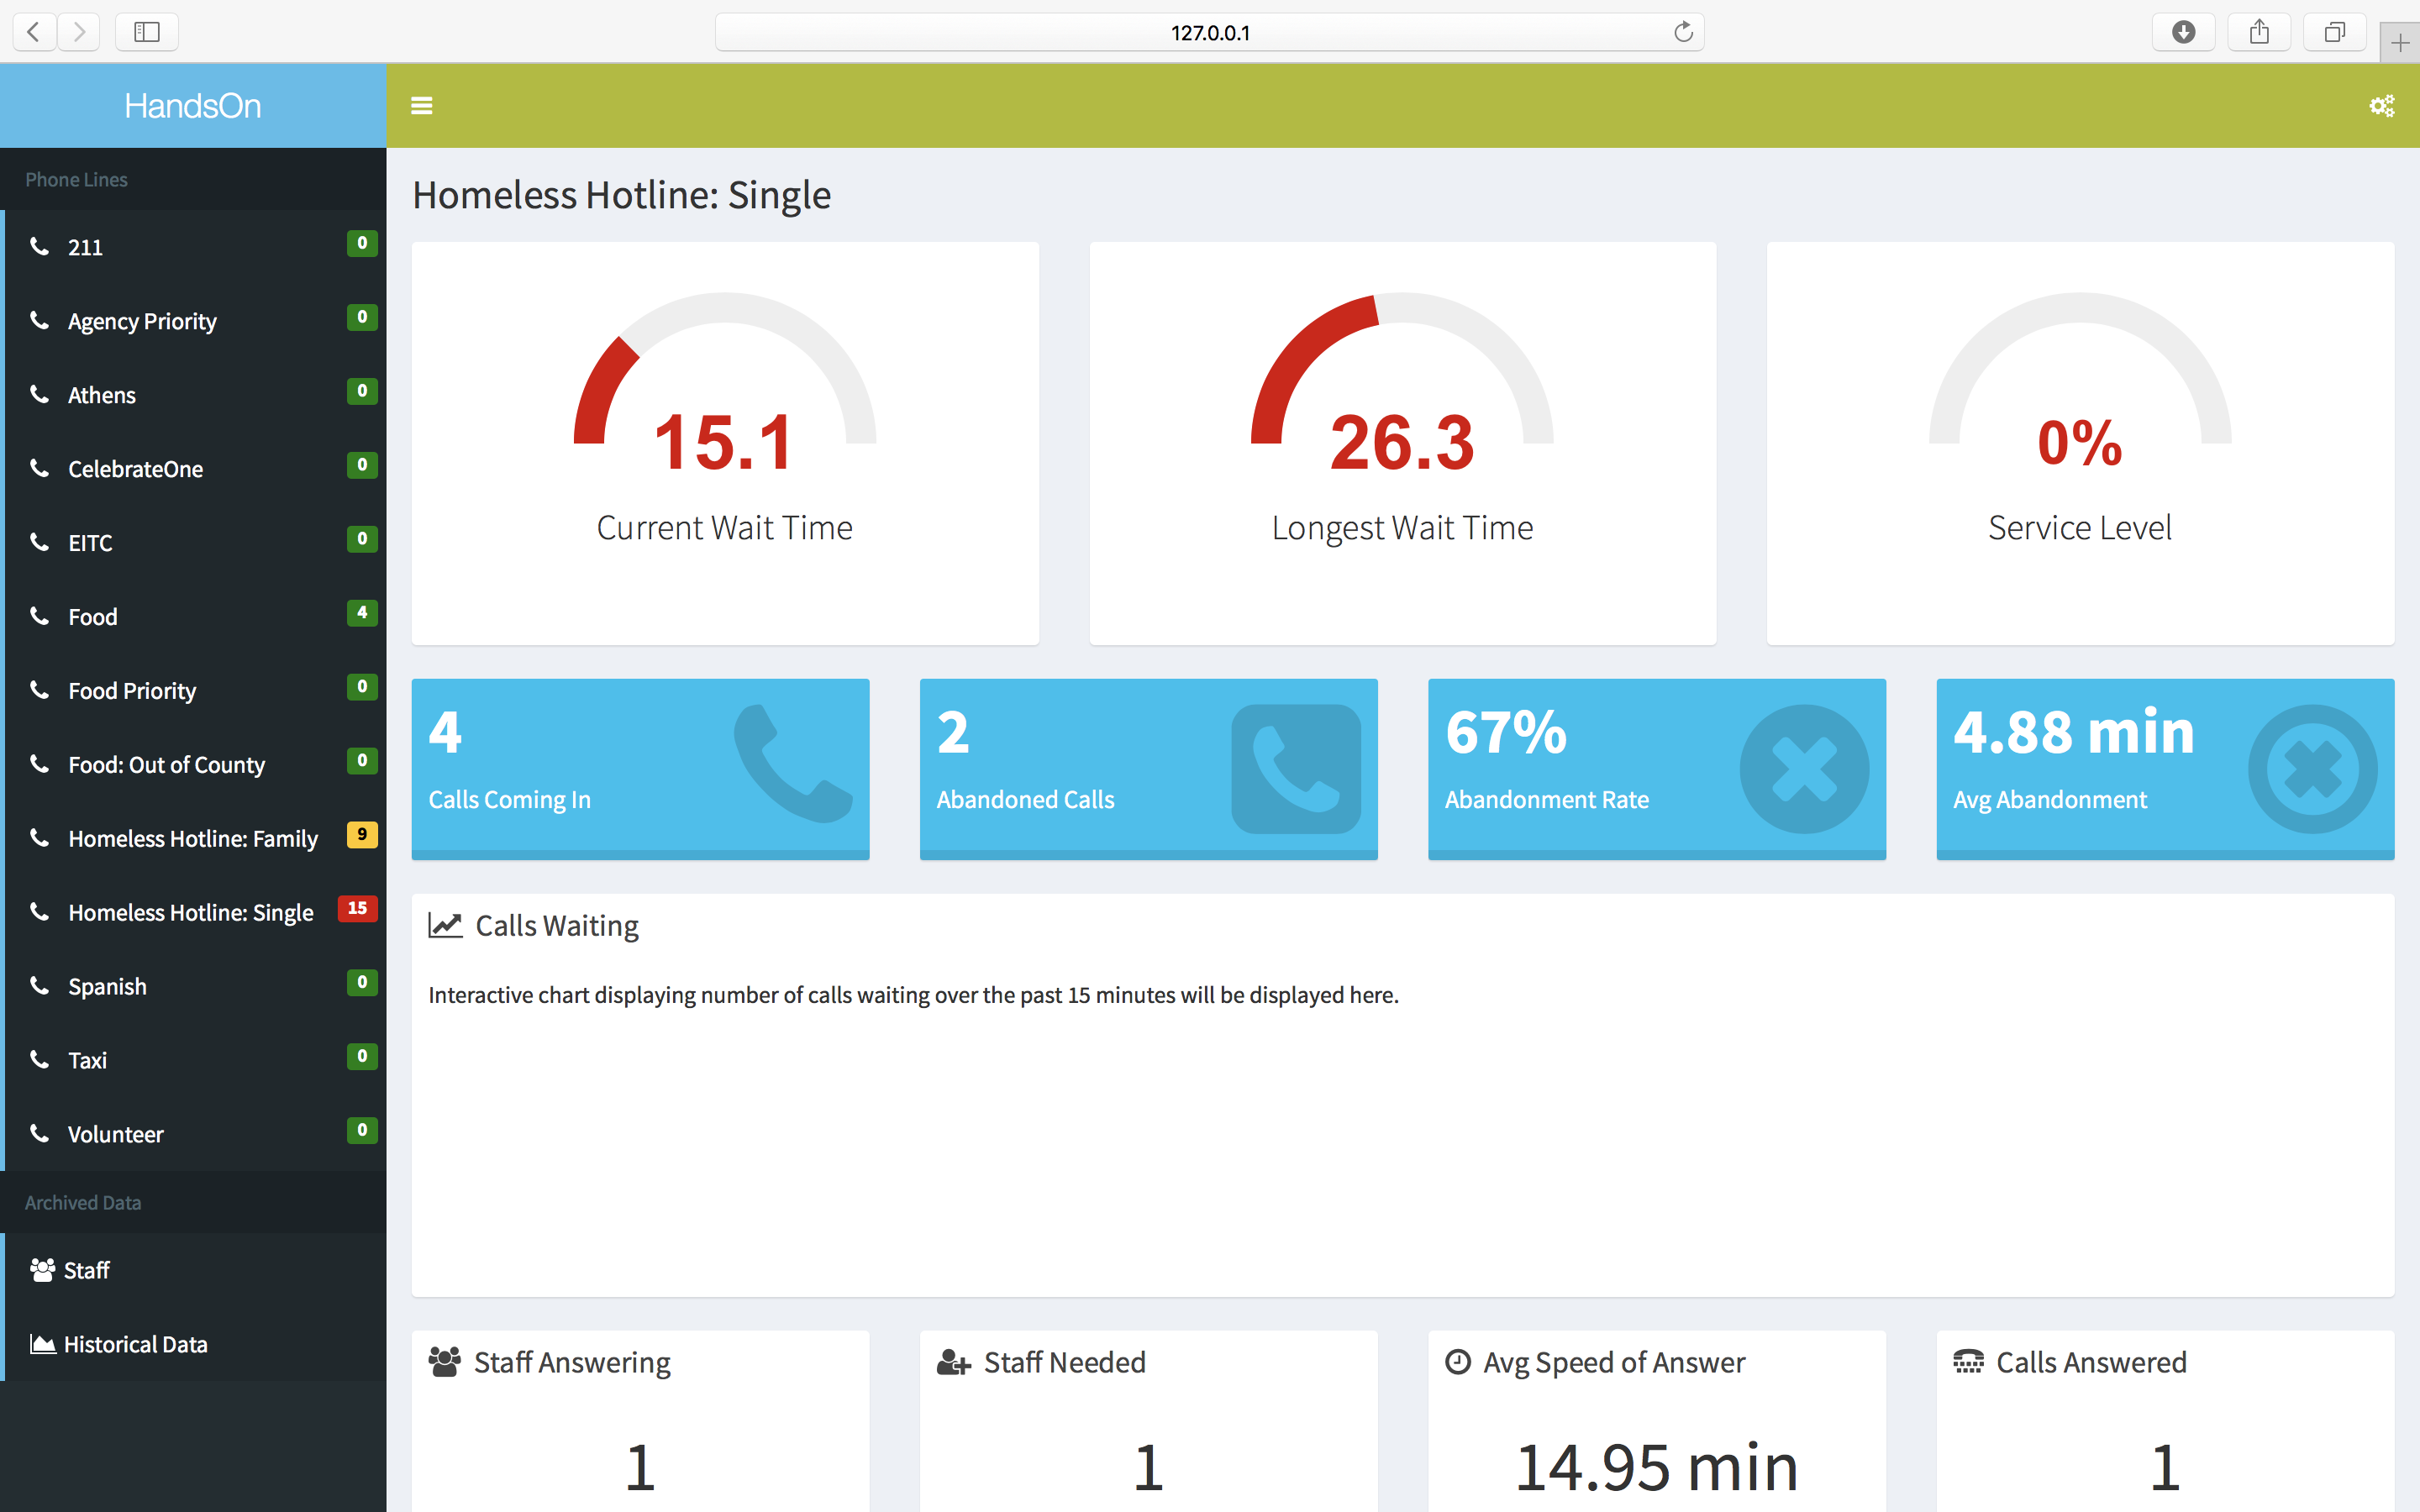 127.0.0.1
HandsOn
Phone Lines
211 0
Agency Priority 0
Athens 0
CelebrateOne 0
EITC 0
Food 4
Food Priority 0
Food: Out of County 0
Homeless Hotline: Family 9
Homeless Hotline: Single 15
Spanish 0
Taxi 0
Volunteer 0
Archived Data
Staff
Historical Data
Homeless Hotline: Single
15.1
Current Wait Time
26.3
Longest Wait Time
0%
Service Level
4
Calls Coming In
2
Abandoned Calls
67%
Abandonment Rate
4.88 min
Avg Abandonment
Calls Waiting
Interactive chart displaying number of calls waiting over the past 15 minutes will be displayed here.
Staff Answering
1
Staff Needed
1
Avg Speed of Answer
14.95 min
Calls Answered
1